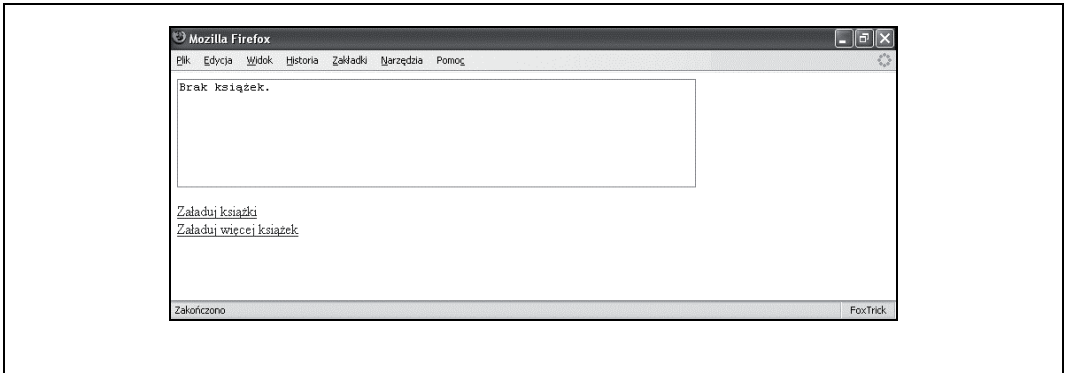 Mozilla Firefox
Plik Edycja Widok Historia Zakładki Narzędzia Pomoc
Brak książek.
Załaduj książki
Załaduj więcej książek
Zakończono FoxTrick